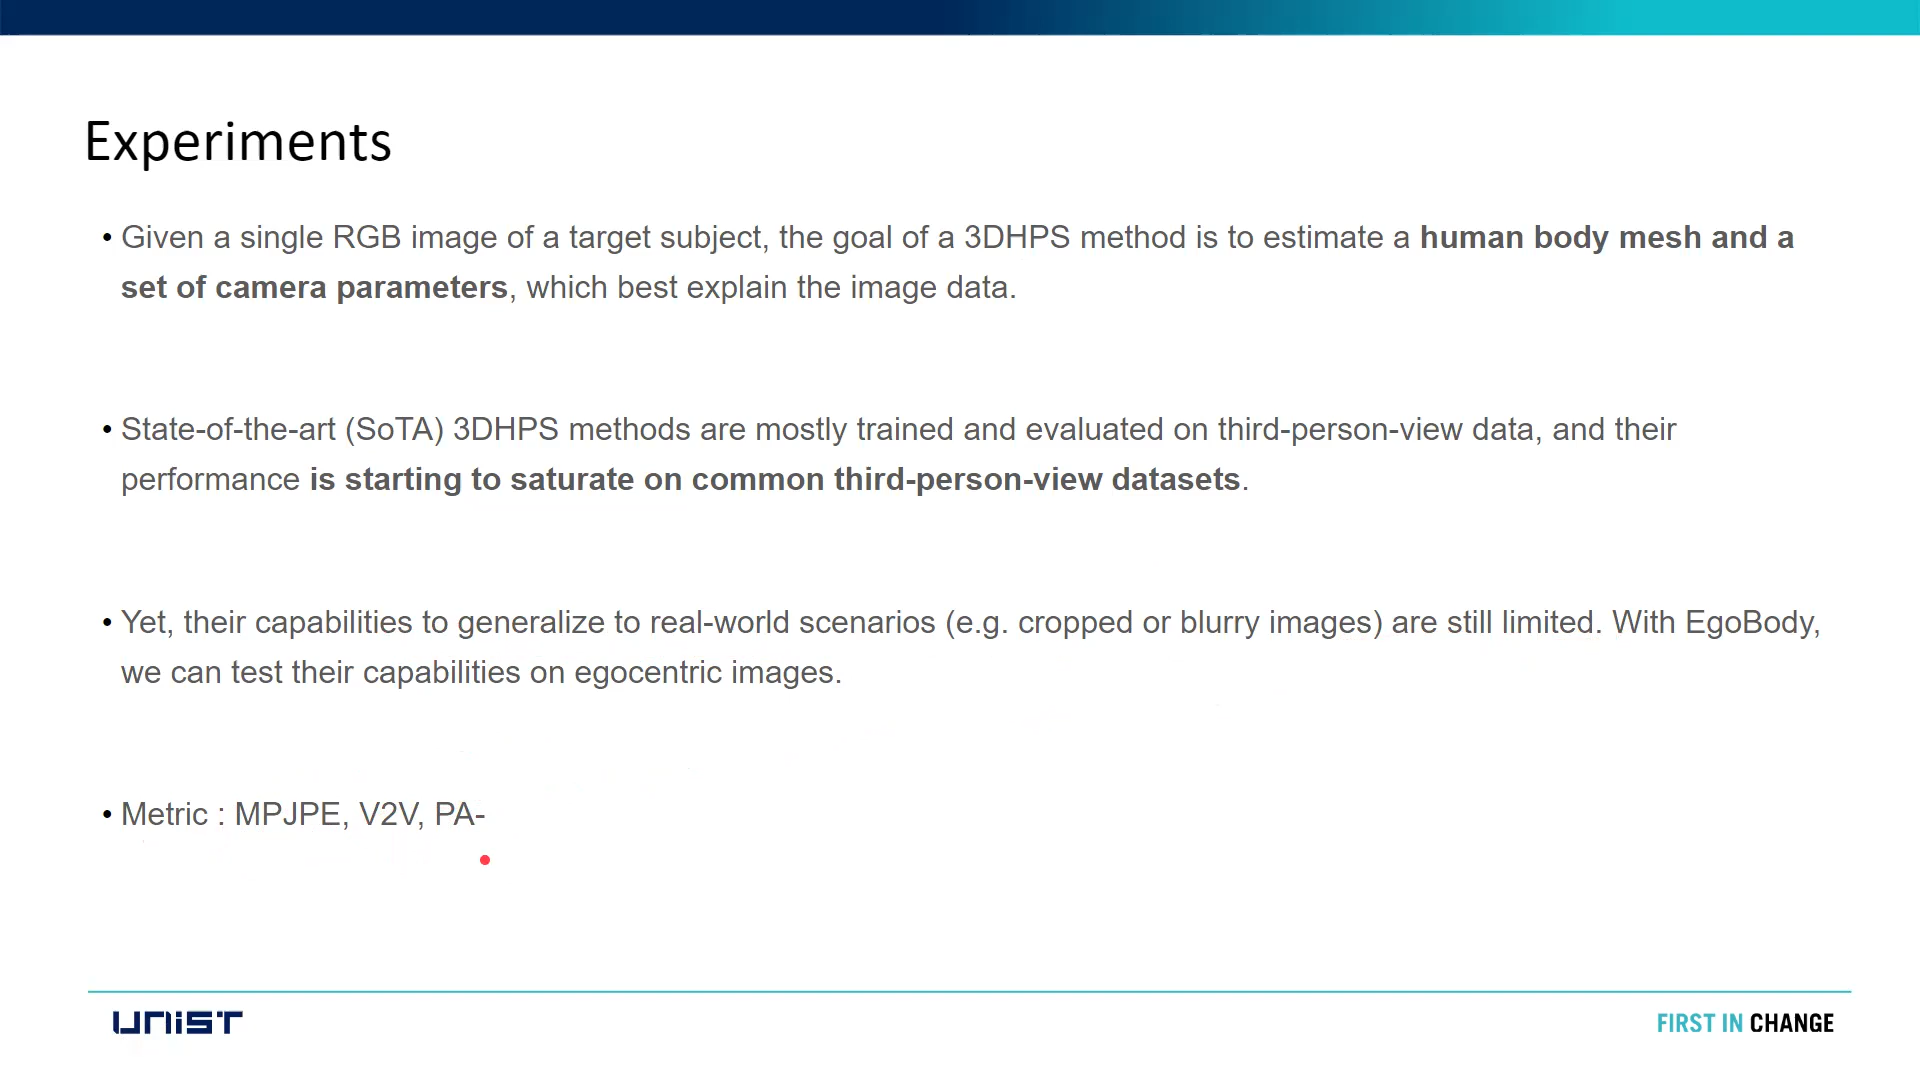 Experiments
• Given a single RGB image of a target subject, the goal of a 3DHPS method is to estimate a human body mesh and a
set of camera parameters, which best explain the image data.
• State-of-the-art (SoTA) 3DHPS methods are mostly trained and evaluated on third-person-view data, and their
performance is starting to saturate on common third-person-view datasets.
• Yet, their capabilities to generalize to real-world scenarios (e.g. cropped or blurry images) are still limited. With EgoBody,
we can test their capabilities on egocentric images.
• Metric : MPJPE, V2V, PA-
UNIST
FIRST IN CHANGE